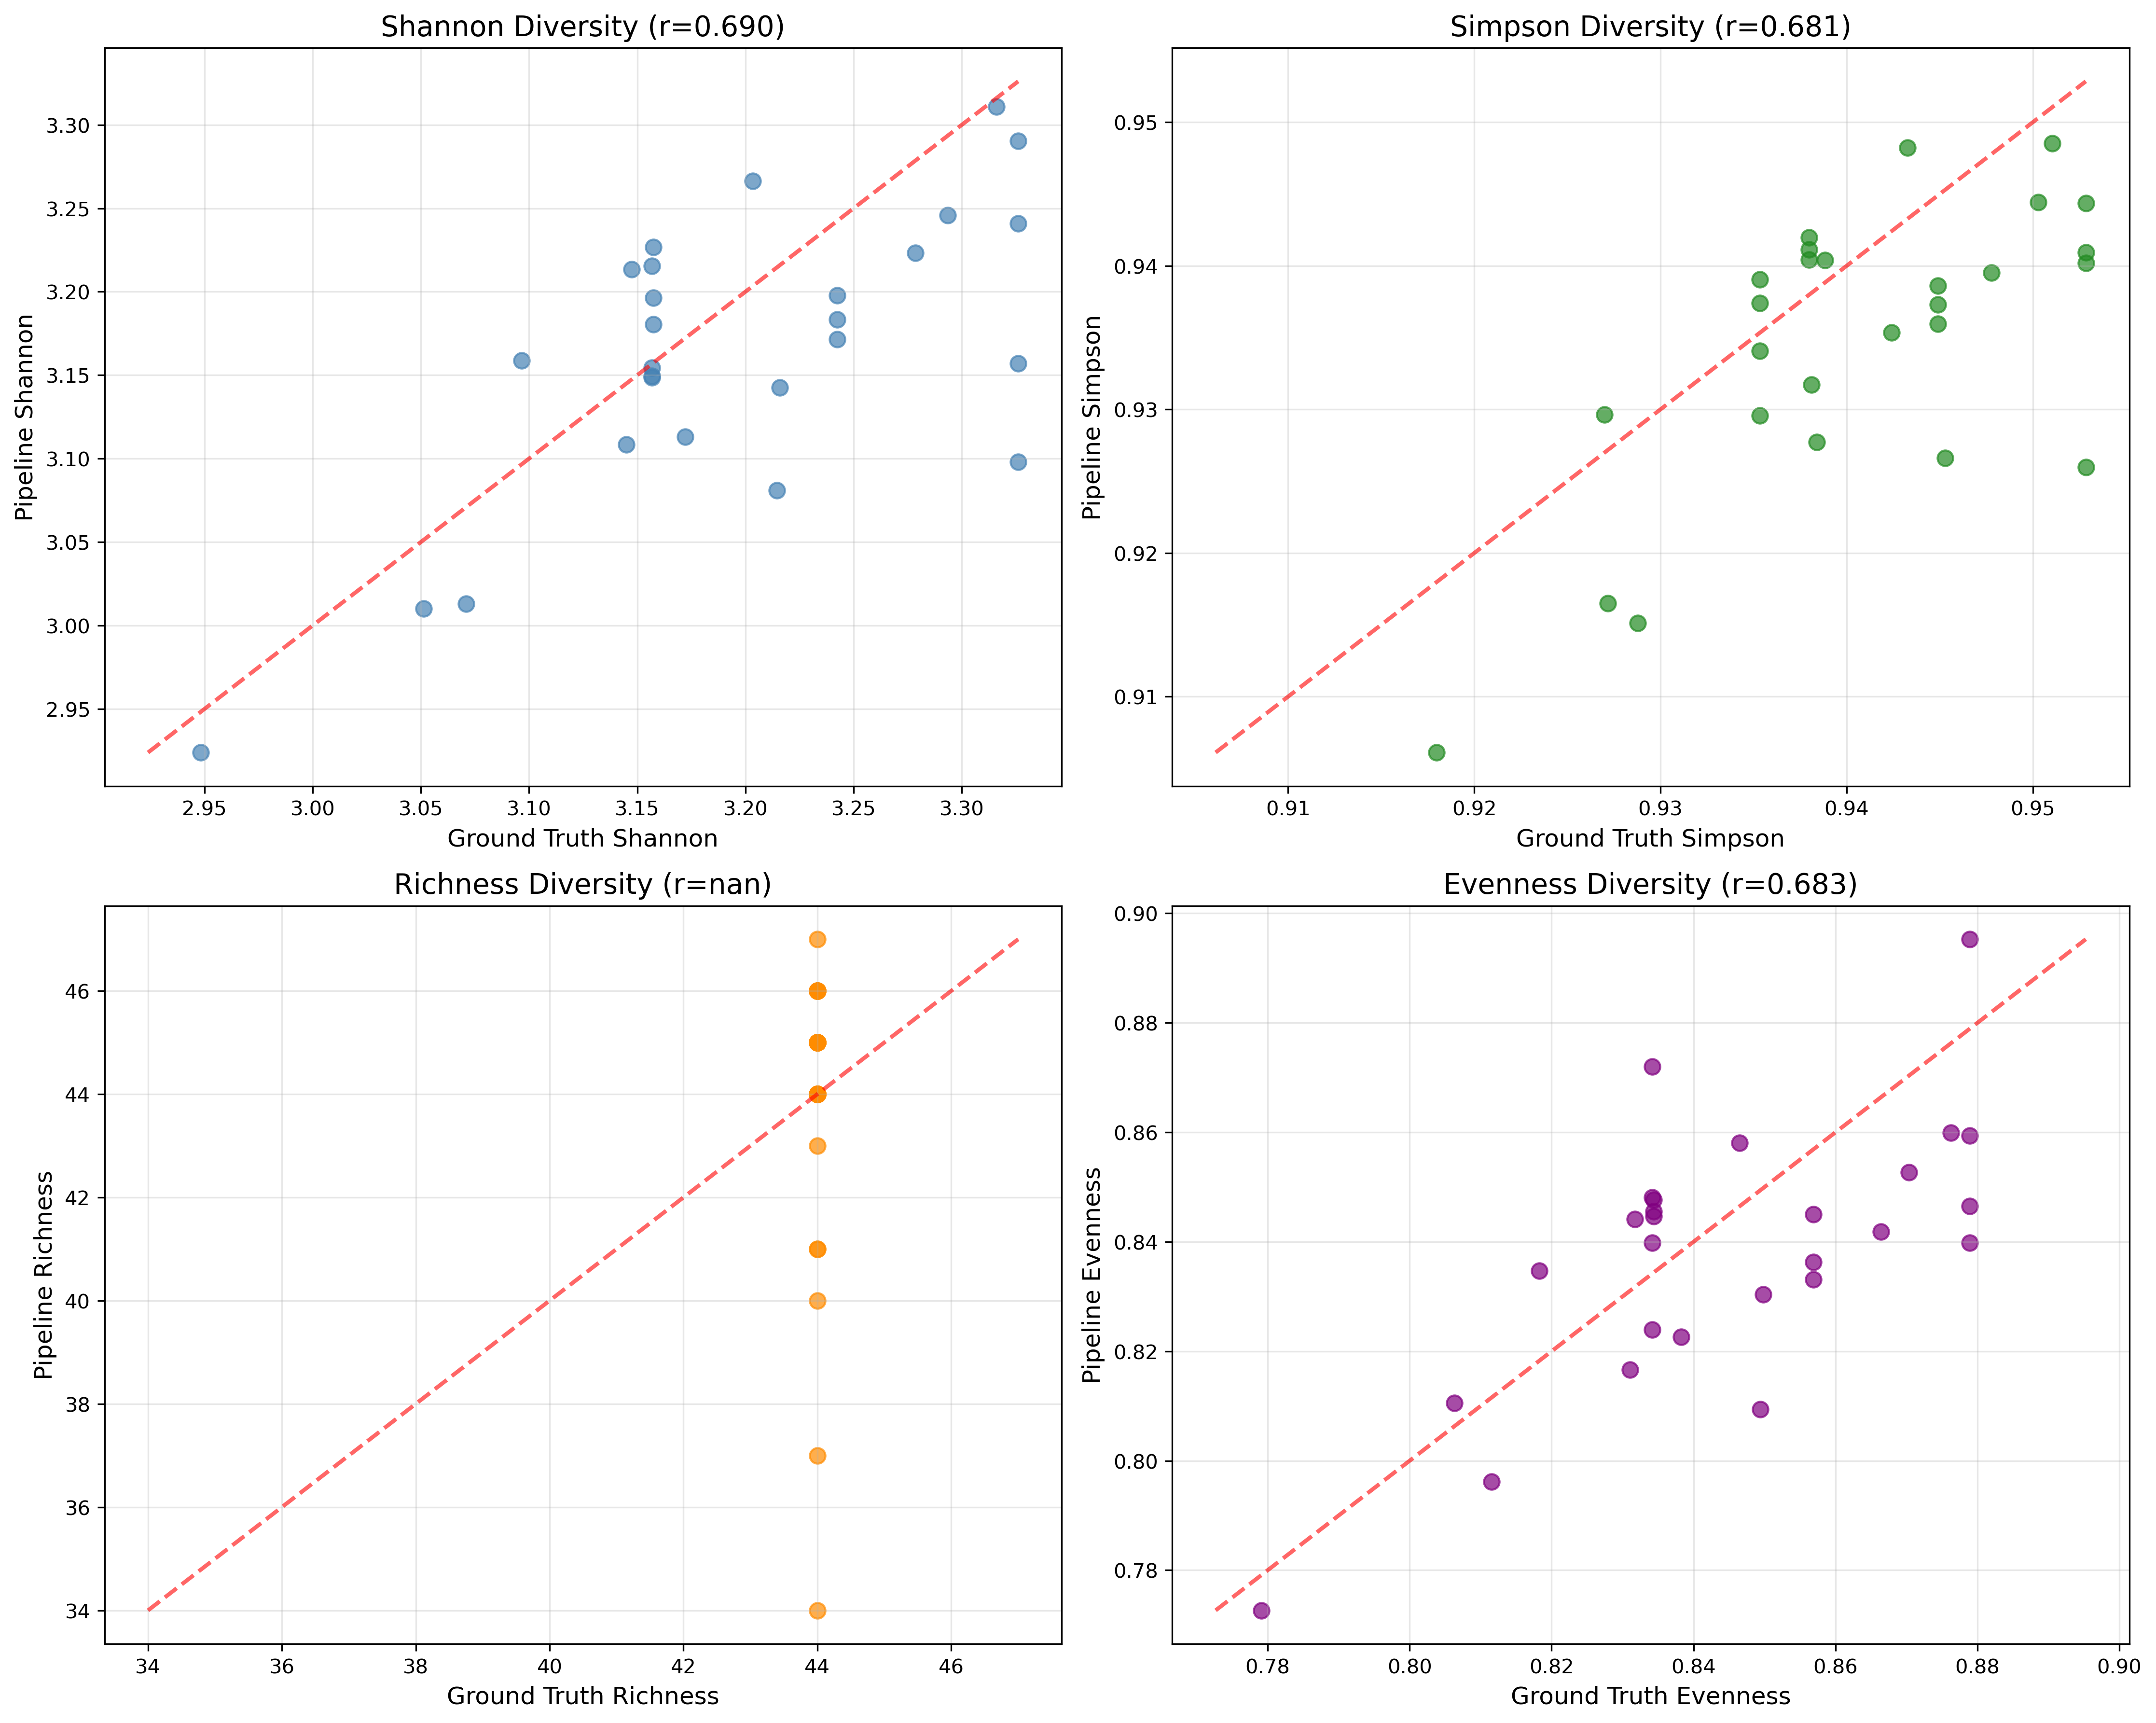 Shannon Diversity (r=0.690)
Pipeline Shannon
3.30
3.25
3.20
3.15
3.10
3.05
3.00
2.95
2.95 3.00 3.05 3.10 3.15 3.20 3.25 3.30
Ground Truth Shannon
Simpson Diversity (r=0.681)
Pipeline Simpson
0.95
0.94
0.93
0.92
0.91
0.91 0.92 0.93 0.94 0.95
Ground Truth Simpson
Richness Diversity (r=nan)
Pipeline Richness
46
44
42
40
38
36
34
34 36 38 40 42 44 46
Ground Truth Richness
Evenness Diversity (r=0.683)
Pipeline Evenness
0.90
0.88
0.86
0.84
0.82
0.80
0.78
0.78 0.80 0.82 0.84 0.86 0.88 0.90
Ground Truth Evenness